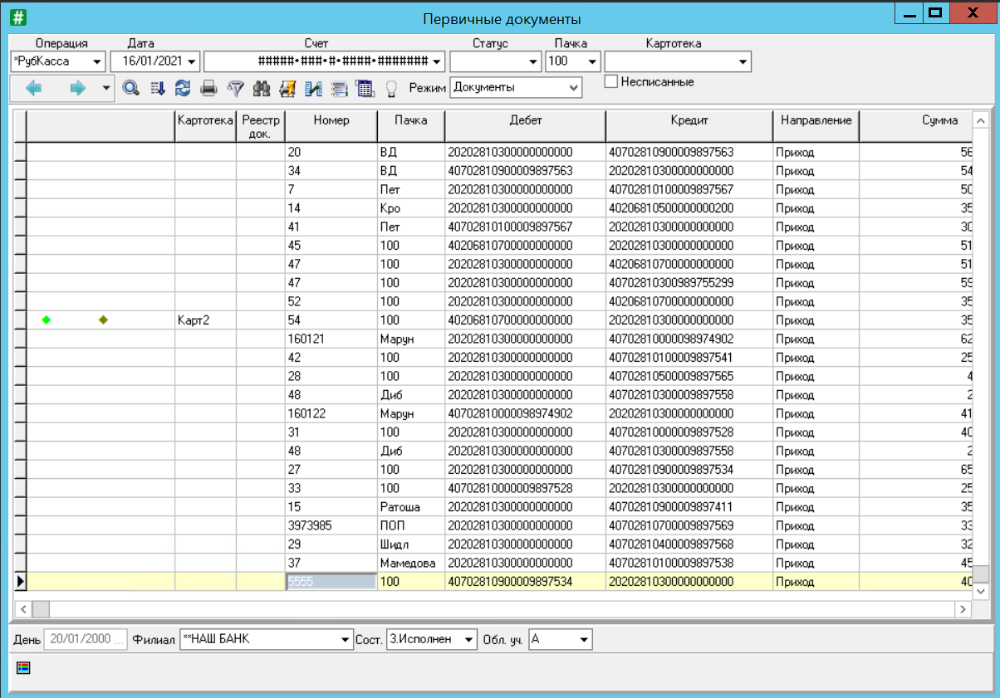 Первичные документы
Операция Дата Счет Статус Пачка Картотека
*РубКасса 16/01/2021 #####•###•#•####•####### 100
Режим Документы Несписанные
Картотека Реестр док. Номер Пачка Дебет Кредит Направление Сумма
20 ВД 20202810300000000000 40702810900009897563 Приход 56
34 ВД 40702810900009897563 20202810300000000000 Приход 54
7 Пет 20202810300000000000 40702810100009897567 Приход 50
14 Кро 20202810300000000000 40206810500000000200 Приход 35
41 Пет 40702810100009897567 20202810300000000000 Приход 30
45 100 40206810700000000000 20202810300000000000 Приход 51
47 100 20202810300000000000 40206810700000000000 Приход 51
47 100 20202810300000000000 40702810300989755299 Приход 59
52 100 20202810300000000000 40206810700000000000 Приход 35
Карт2 54 100 40206810700000000000 20202810300000000000 Приход 35
160121 Марун 20202810300000000000 40702810000098974902 Приход 62
42 100 20202810300000000000 40702810100009897541 Приход 25
28 100 20202810300000000000 40702810500009897565 Приход 4
48 Диб 20202810300000000000 40702810300009897558 Приход 2
160122 Марун 40702810000098974902 20202810300000000000 Приход 41
31 100 20202810300000000000 40702810000009897528 Приход 40
48 Диб 20202810300000000000 40702810300009897558 Приход 2
27 100 20202810300000000000 40702810900009897534 Приход 65
33 100 40702810000009897528 20202810300000000000 Приход 25
15 Ратоша 20202810300000000000 40702810900009897411 Приход 35
3973985 ПОП 20202810300000000000 40702810700009897569 Приход 33
29 Шидл 20202810300000000000 40702810400009897568 Приход 32
37 Мамедова 20202810300000000000 40702810100009897538 Приход 45
5555 100 40702810900009897534 20202810300000000000 Приход 40
День 20/01/2000 ... Филиал **НАШ БАНК Сост. 3.Исполнен Обл. уч. А